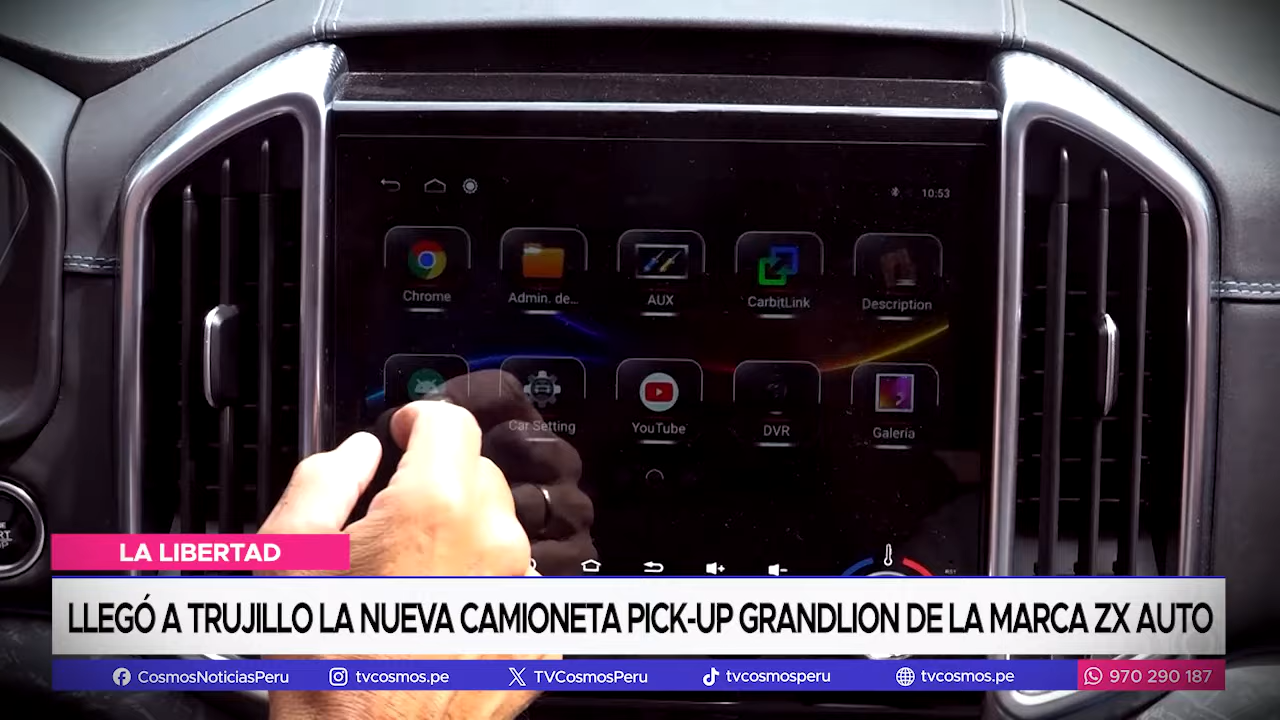 10:53
Chrome
Admin. de...
AUX
CarbitLink
Description
Car Setting
YouTube
DVR
Galería
LA LIBERTAD
LLEGÓ A TRUJILLO LA NUEVA CAMIONETA PICK-UP GRANDLION DE LA MARCA ZX AUTO
CosmosNoticiasPeru tvcosmos.pe TVCosmosPeru tvcosmosperu tvcosmos.pe 970 290 187